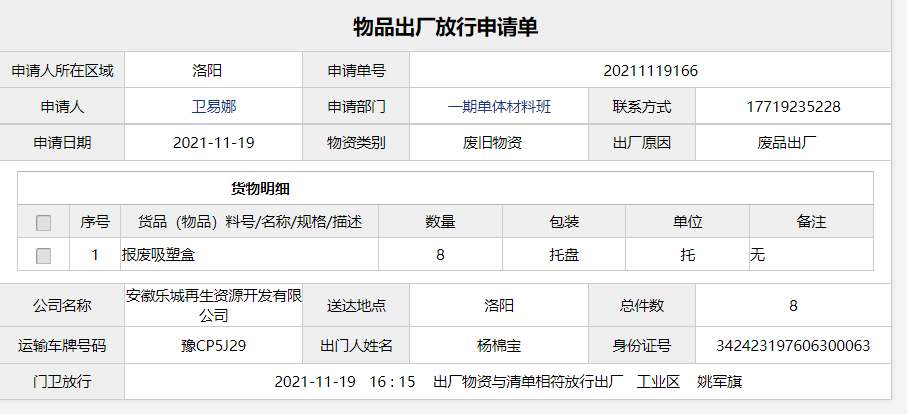 物品出厂放行申请单
申请人所在区域 洛阳 申请单号 20211119166
申请人 卫易娜 申请部门 一期单体材料班 联系方式 17719235228
申请日期 2021-11-19 物资类别 废旧物资 出厂原因 废品出厂
货物明细
序号 货品（物品）料号/名称/规格/描述 数量 包装 单位 备注
1 报废吸塑盒 8 托盘 托 无
公司名称 安徽乐城再生资源开发有限公司 送达地点 洛阳 总件数 8
运输车牌号码 豫CP5J29 出门人姓名 杨棉宝 身份证号 342423197606300063
门卫放行 2021-11-19 16：15 出厂物资与清单相符放行出厂 工业区 姚军旗